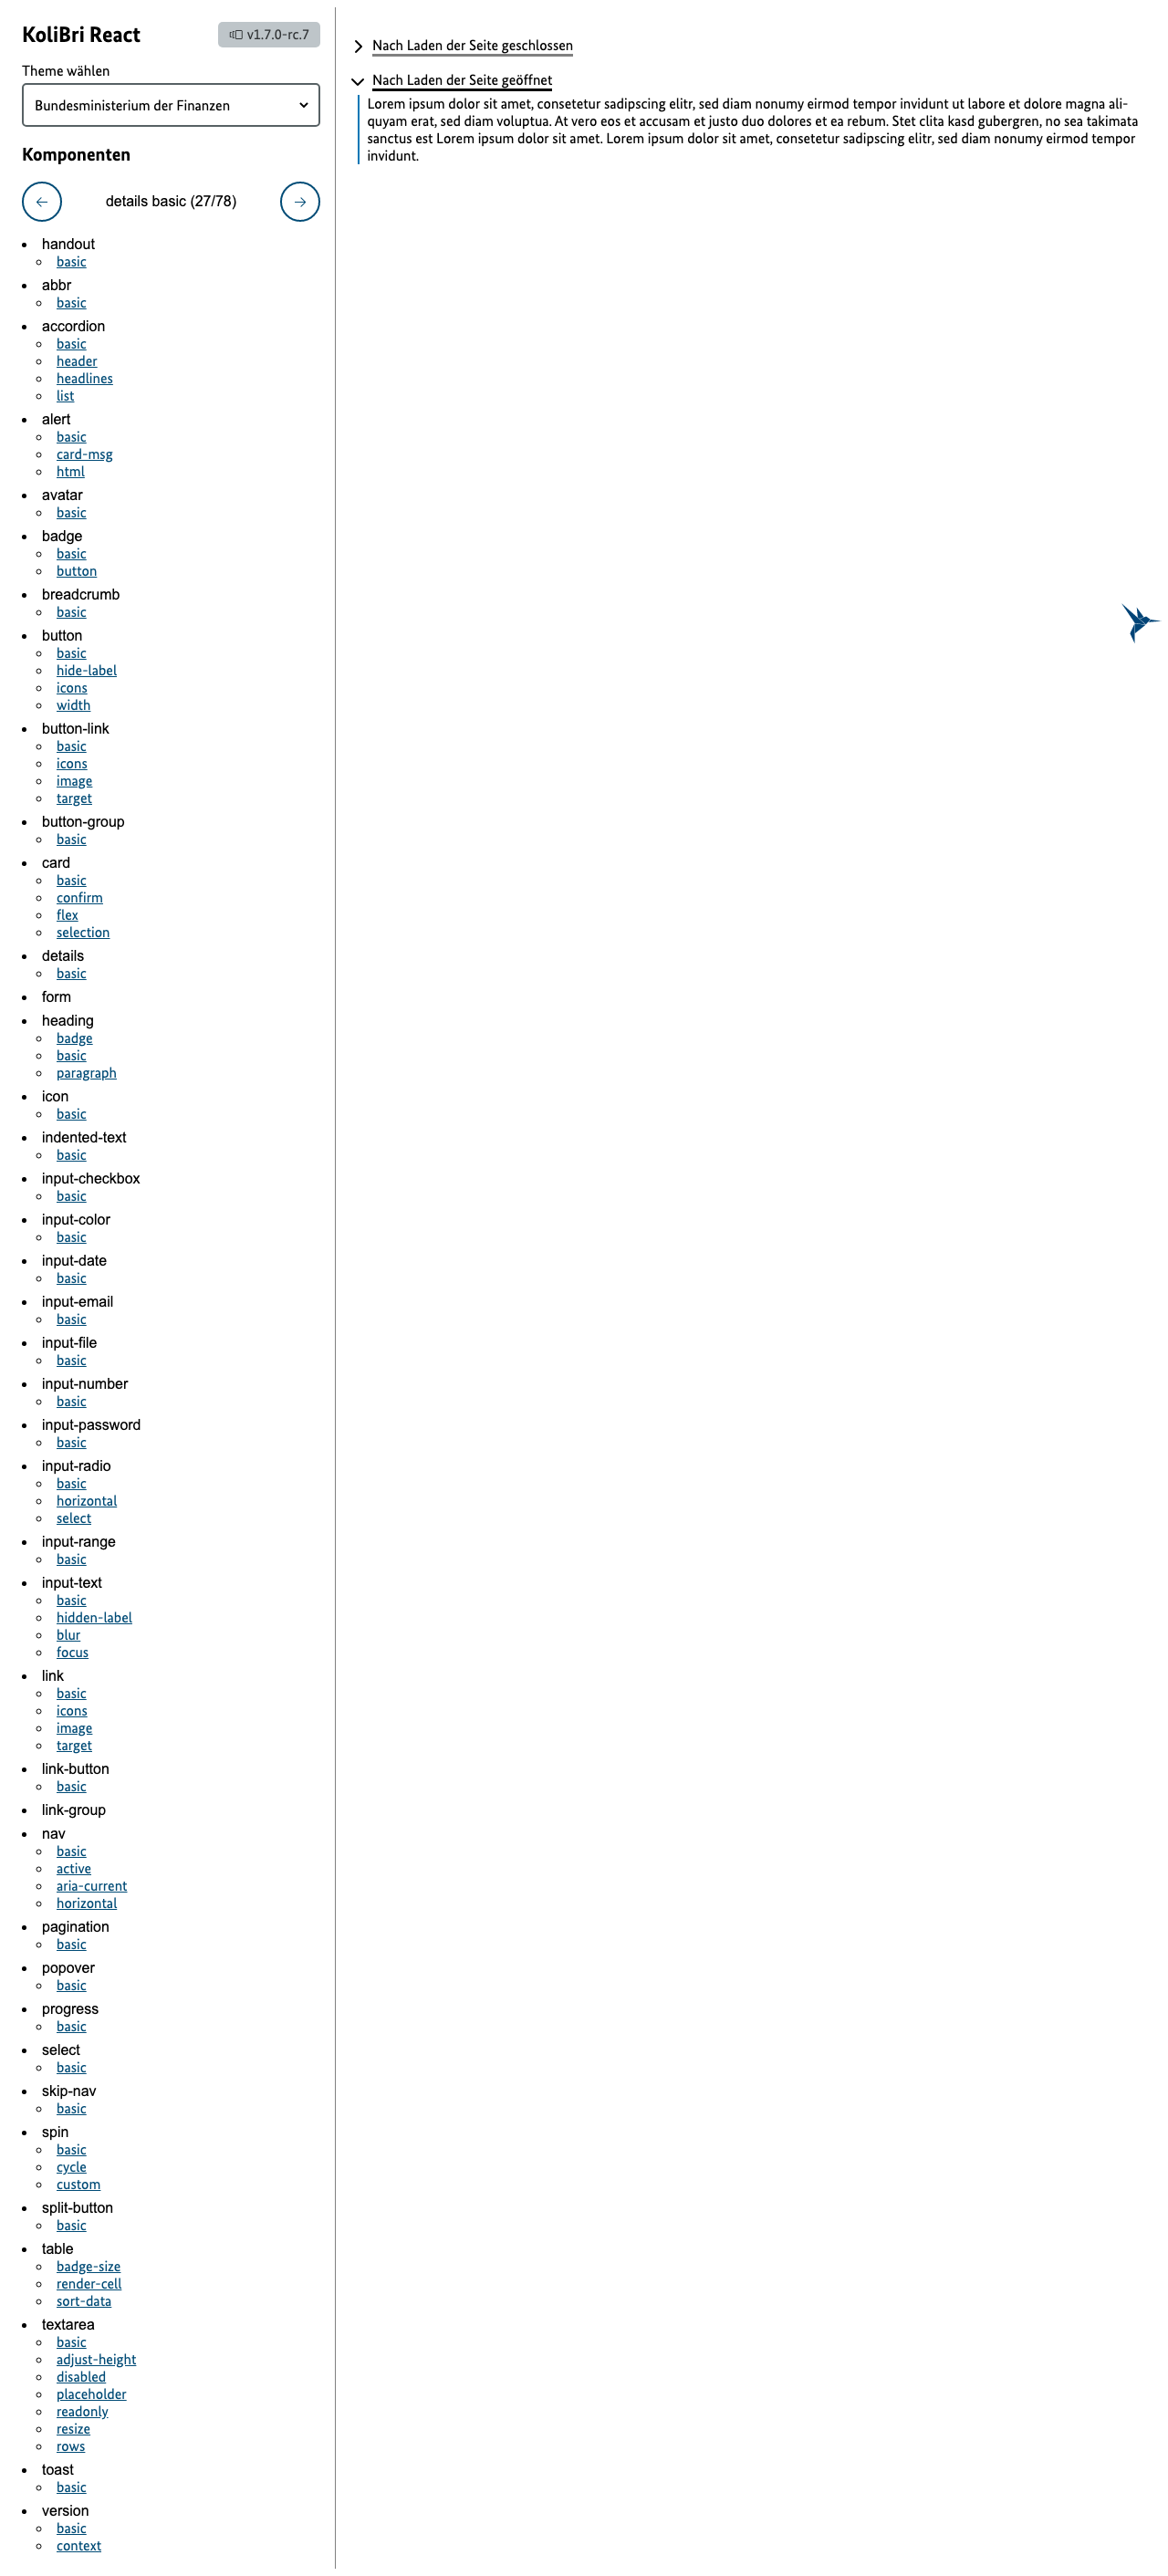 KoliBri React
v1.7.0-rc.7
Theme wählen
Bundesministerium der Finanzen
Komponenten
details basic (27/78)
handout
basic
abbr
basic
accordion
basic
header
headlines
list
alert
basic
card-msg
html
avatar
basic
badge
basic
button
breadcrumb
basic
button
basic
hide-label
icons
width
button-link
basic
icons
image
target
button-group
basic
card
basic
confirm
flex
selection
details
basic
form
heading
badge
basic
paragraph
icon
basic
indented-text
basic
input-checkbox
basic
input-color
basic
input-date
basic
input-email
basic
input-file
basic
input-number
basic
input-password
basic
input-radio
basic
horizontal
select
input-range
basic
input-text
basic
hidden-label
blur
focus
link
basic
icons
image
target
link-button
basic
link-group
nav
basic
active
aria-current
horizontal
pagination
basic
popover
basic
progress
basic
select
basic
skip-nav
basic
spin
basic
cycle
custom
split-button
basic
table
badge-size
render-cell
sort-data
textarea
basic
adjust-height
disabled
placeholder
readonly
resize
rows
toast
basic
version
basic
context
Nach Laden der Seite geschlossen
Nach Laden der Seite geöffnet
Lorem ipsum dolor sit amet, consetetur sadipscing elitr, sed diam nonumy eirmod tempor invidunt ut labore et dolore magna ali-
quyam erat, sed diam voluptua. At vero eos et accusam et justo duo dolores et ea rebum. Stet clita kasd gubergren, no sea takimata
sanctus est Lorem ipsum dolor sit amet. Lorem ipsum dolor sit amet, consetetur sadipscing elitr, sed diam nonumy eirmod tempor
invidunt.